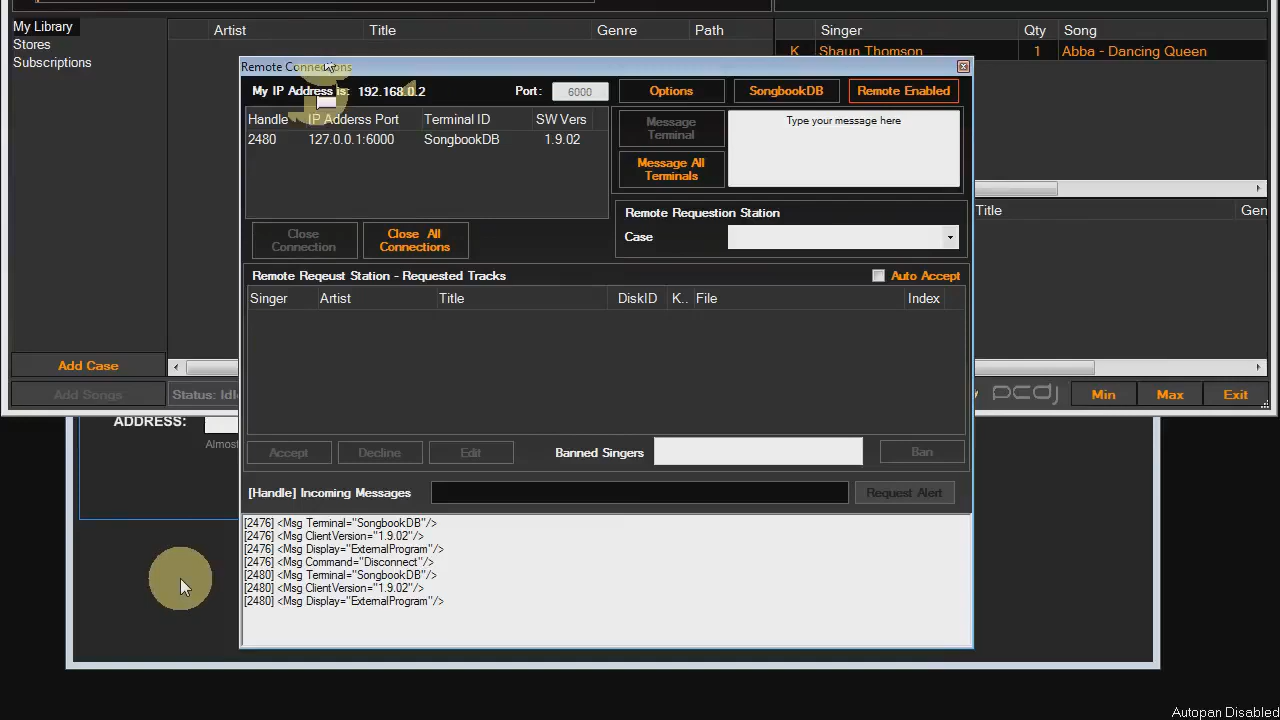 My Library
Artist
Title
Genre
Path
Singer
Qty
Song
Stores
K
Shaun Thomson
1
Abba - Dancing Queen
Subscriptions
Remote Connections
My IP Address is: 192.168.0.2
Port:
6000
Options
SongbookDB
Remote Enabled
Handle
IP Adderss Port
Terminal ID
SW Vers
2480
127.0.0.1:6000
SongbookDB
1.9.02
Message Terminal
Type your message here
Message All Terminals
Remote Requestion Station
Case
Title
Gen
Close Connection
Close All Connections
Remote Reqeust Station - Requested Tracks
Auto Accept
Singer
Artist
Title
DiskID
K..
File
Index
Add Case
Add Songs
Status: Idle
pcdj
Min
Max
Exit
ADDRESS:
Almost
Accept
Decline
Edit
Banned Singers
Ban
[Handle] Incoming Messages
Request Alert
[2476] <Msg Terminal="SongbookDB"/>
[2476] <Msg ClientVersion="1.9.02"/>
[2476] <Msg Display="ExternalProgram"/>
[2476] <Msg Command="Disconnect"/>
[2480] <Msg Terminal="SongbookDB"/>
[2480] <Msg ClientVersion="1.9.02"/>
[2480] <Msg Display="ExternalProgram"/>
Autopan Disabled